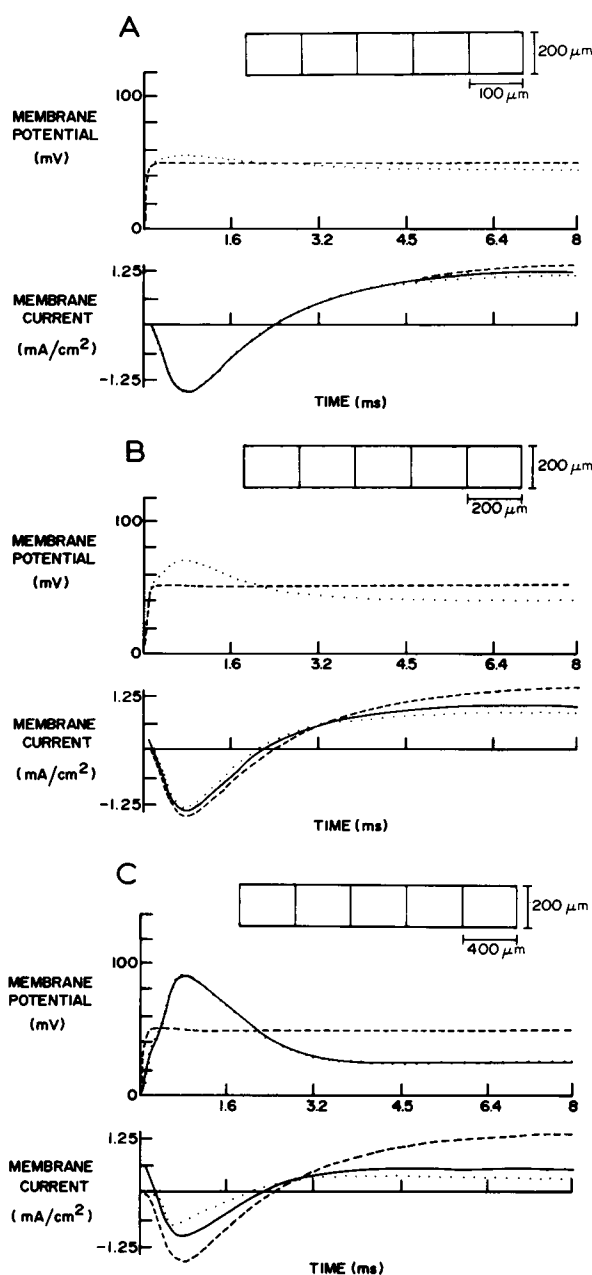 A
200 μm
100 μm
MEMBRANE
POTENTIAL
(mV)
100
0
1.6 3.2 4.5 6.4 8
MEMBRANE
CURRENT
(mA/cm²)
1.25
-1.25
TIME (ms)
B
200 μm
200 μm
MEMBRANE
POTENTIAL
(mV)
100
0
1.6 3.2 4.5 6.4 8
MEMBRANE
CURRENT
(mA/cm²)
1.25
-1.25
TIME (ms)
C
200 μm
400 μm
MEMBRANE
POTENTIAL
(mV)
100
0
1.6 3.2 4.5 6.4 8
MEMBRANE
CURRENT
(mA/cm²)
1.25
-1.25
TIME (ms)